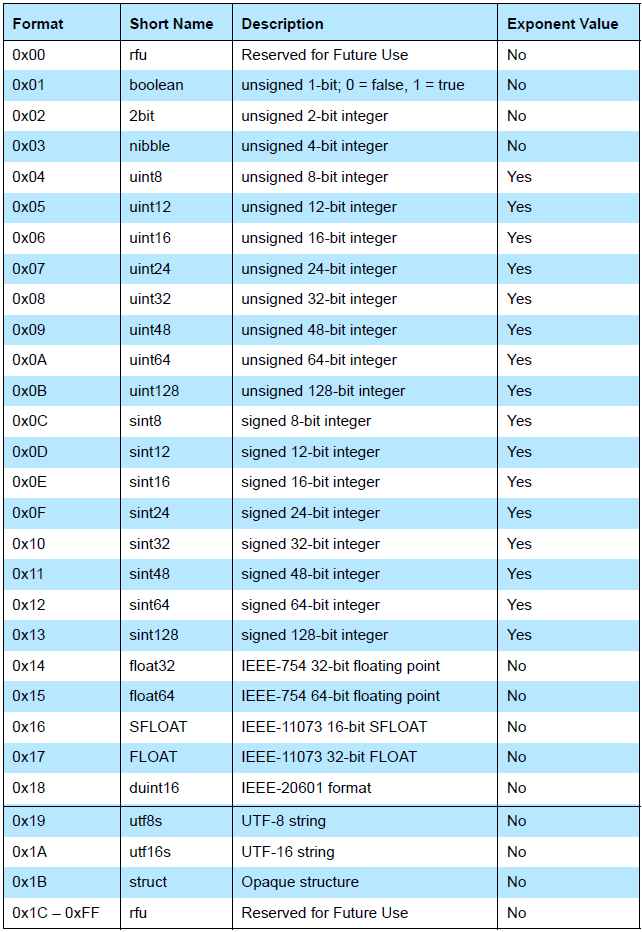 Format Short Name Description Exponent Value
0x00 rfu Reserved for Future Use No
0x01 boolean unsigned 1-bit; 0 = false, 1 = true No
0x02 2bit unsigned 2-bit integer No
0x03 nibble unsigned 4-bit integer No
0x04 uint8 unsigned 8-bit integer Yes
0x05 uint12 unsigned 12-bit integer Yes
0x06 uint16 unsigned 16-bit integer Yes
0x07 uint24 unsigned 24-bit integer Yes
0x08 uint32 unsigned 32-bit integer Yes
0x09 uint48 unsigned 48-bit integer Yes
0x0A uint64 unsigned 64-bit integer Yes
0x0B uint128 unsigned 128-bit integer Yes
0x0C sint8 signed 8-bit integer Yes
0x0D sint12 signed 12-bit integer Yes
0x0E sint16 signed 16-bit integer Yes
0x0F sint24 signed 24-bit integer Yes
0x10 sint32 signed 32-bit integer Yes
0x11 sint48 signed 48-bit integer Yes
0x12 sint64 signed 64-bit integer Yes
0x13 sint128 signed 128-bit integer Yes
0x14 float32 IEEE-754 32-bit floating point No
0x15 float64 IEEE-754 64-bit floating point No
0x16 SFLOAT IEEE-11073 16-bit SFLOAT No
0x17 FLOAT IEEE-11073 32-bit FLOAT No
0x18 duint16 IEEE-20601 format No
0x19 utf8s UTF-8 string No
0x1A utf16s UTF-16 string No
0x1B struct Opaque structure No
0x1C – 0xFF rfu Reserved for Future Use No